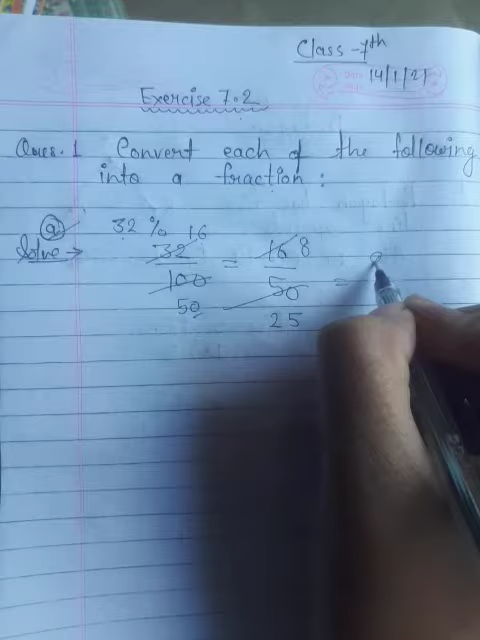 Class - 7th
Date 14/1/21
Exercise 7.2
Ques. 1 Convert each of the following
into a fraction :
(a) 32 % 16
Solve → 32/100 = 16/50 8 = 8
50 25